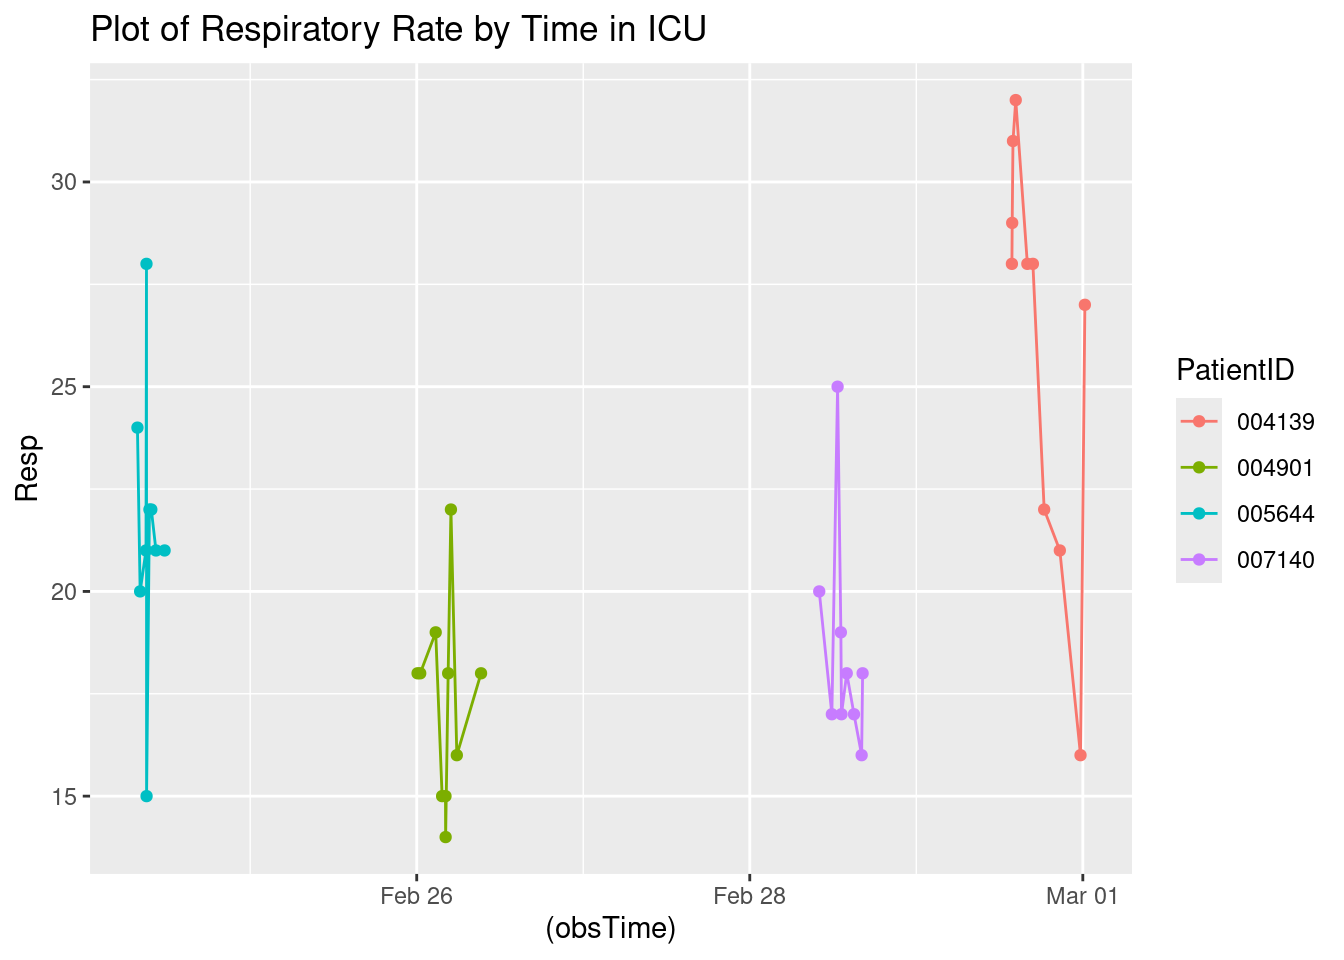 Plot of Respiratory Rate by Time in ICU
30
25
20
15
Resp
Feb 26
Feb 28
Mar 01
(obsTime)
PatientID
004139
004901
005644
007140